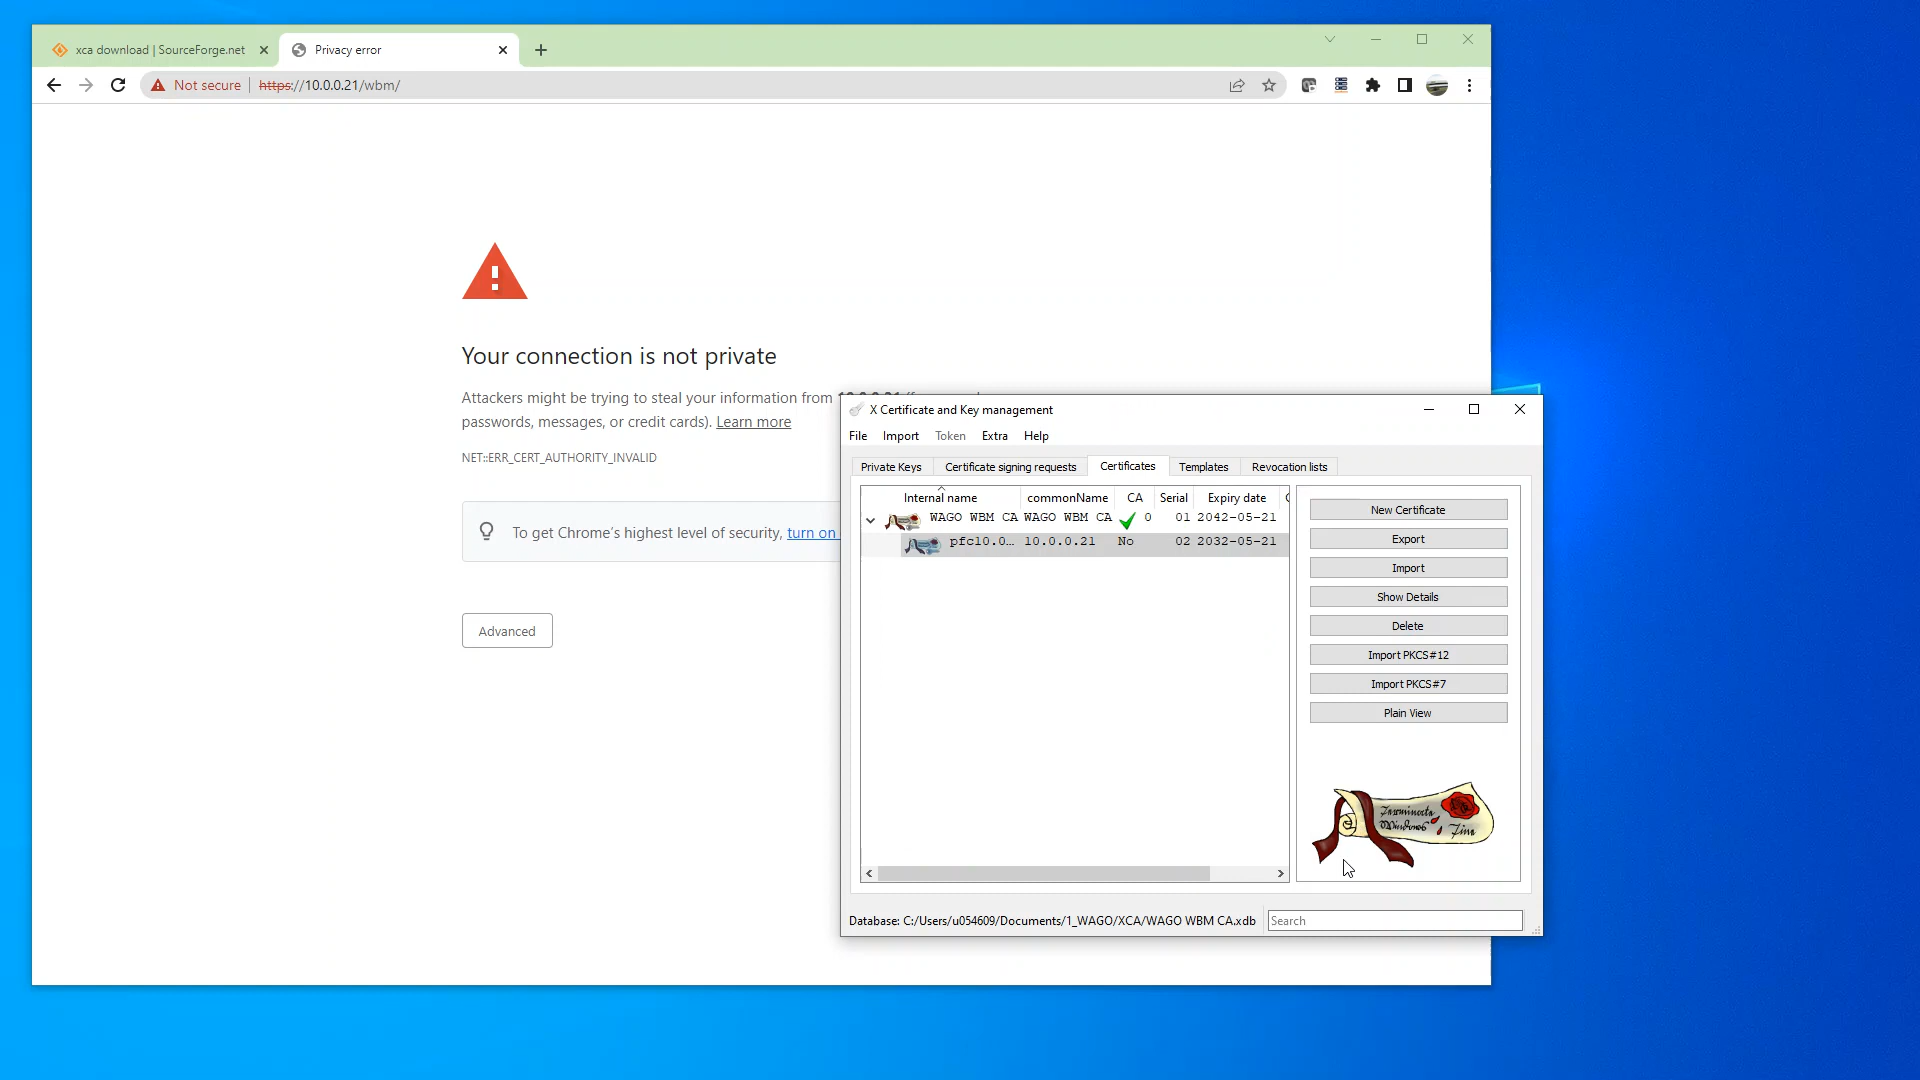 xca download | SourceForge.net
Privacy error
Not secure
https://10.0.0.21/wbm/
Your connection is not private
Attackers might be trying to steal your information from
passwords, messages, or credit cards). Learn more
NET::ERR_CERT_AUTHORITY_INVALID
To get Chrome's highest level of security, turn on
Advanced
X Certificate and Key management
File Import Token Extra Help
Private Keys Certificate signing requests Certificates Templates Revocation lists
Internal name commonName CA Serial Expiry date
WAGO WBM CA WAGO WBM CA 0 01 2042-05-21
pfc10.0... 10.0.0.21 No 02 2032-05-21
New Certificate
Export
Import
Show Details
Delete
Import PKCS#12
Import PKCS#7
Plain View
Terminate
Windows
Fine
Database: C:/Users/u054609/Documents/1_WAGO/XCA/WAGO WBM CA.xdb
Search